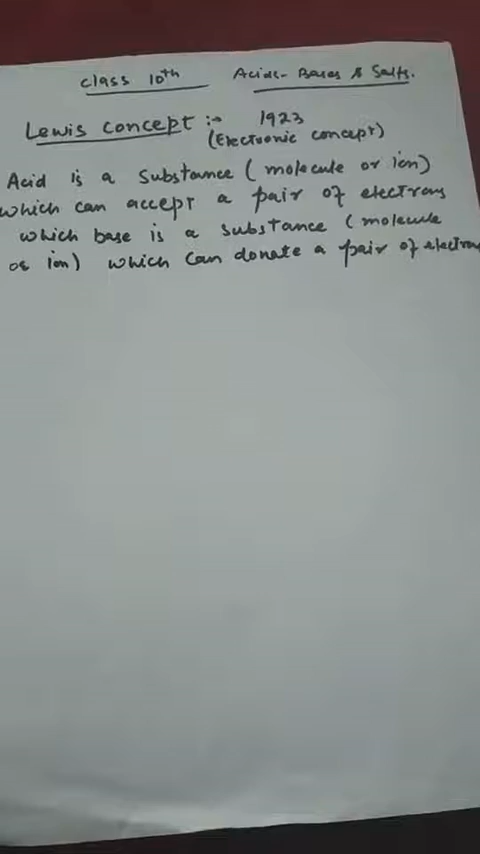 Class 10th Acids- Bases & Salts.
Lewis concept :- 1923
(Electronic concept)
Acid is a substance ( molecule or ion)
which can accept a pair of electrons
which base is a substance ( molecule
or ion) which can donate a pair of electron